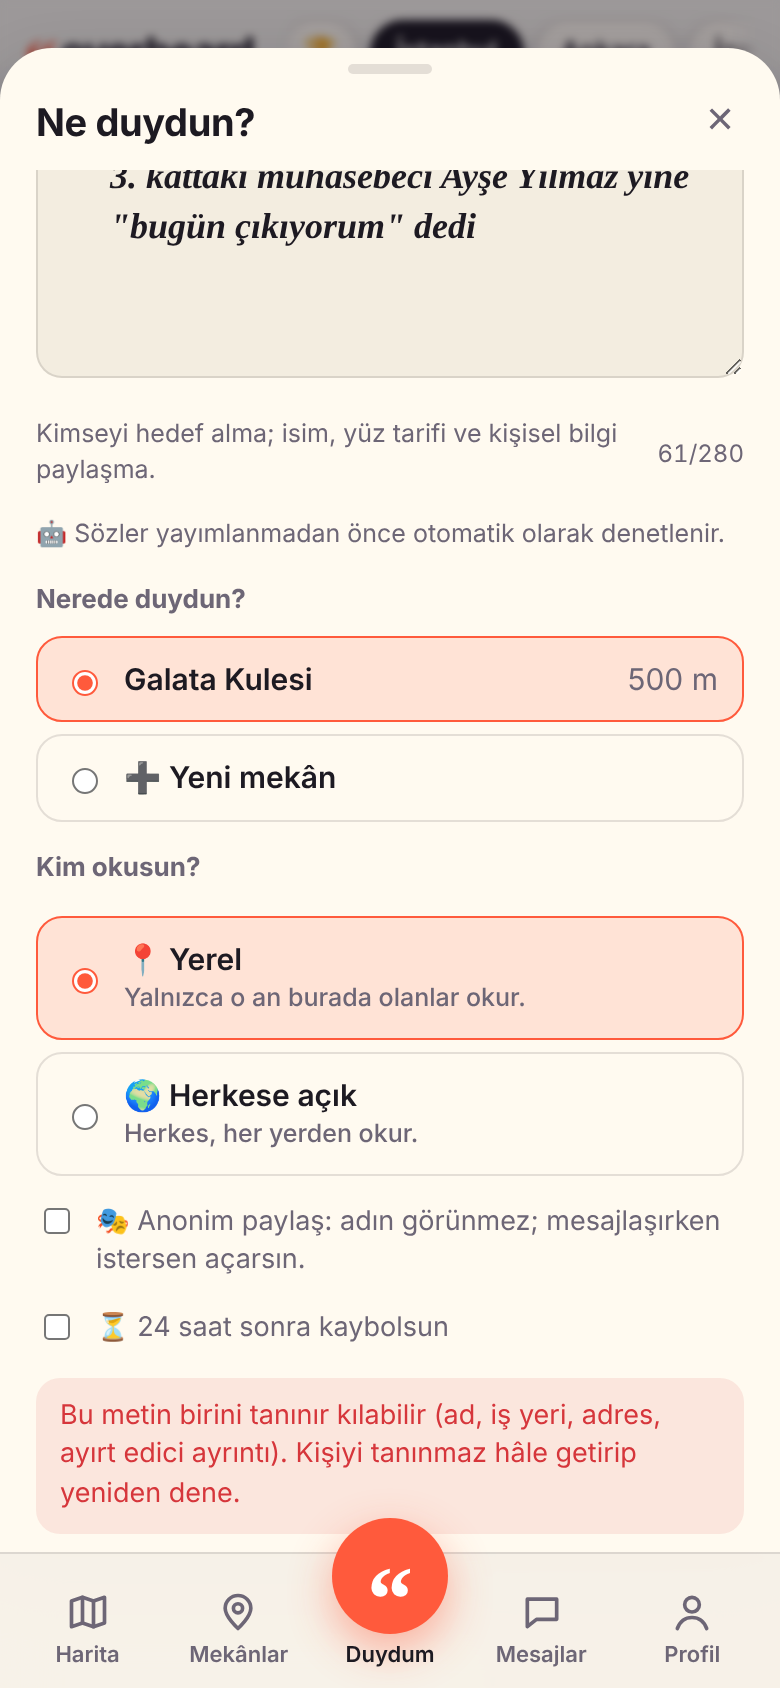 Ne duydun?
3. kattaki muhasebeci Ayşe Yılmaz yine
"bugün çıkıyorum" dedi
Kimseyi hedef alma; isim, yüz tarifi ve kişisel bilgi
paylaşma.
61/280
Sözler yayımlanmadan önce otomatik olarak denetlenir.
Nerede duydun?
Galata Kulesi 500 m
Yeni mekân
Kim okusun?
Yerel
Yalnızca o an burada olanlar okur.
Herkese açık
Herkes, her yerden okur.
Anonim paylaş: adın görünmez; mesajlaşırken
istersen açarsın.
24 saat sonra kaybolsun
Bu metin birini tanınır kılabilir (ad, iş yeri, adres,
ayırt edici ayrıntı). Kişiyi tanınmaz hâle getirip
yeniden dene.
Harita Mekânlar Duydum Mesajlar Profil